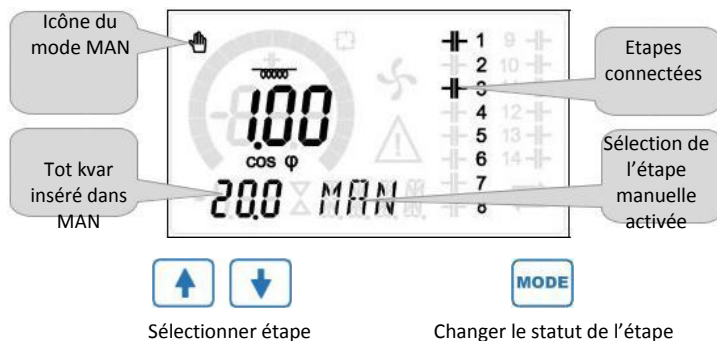 Icône du
mode MAN
Tot kvar
inséré dans
MAN
1.00
cos φ
20.0 MAN
1 9
2 10
3
4 12
5 13
6 14
7
8
Etapes
connectées
Sélection de
l'étape
manuelle
activée
MODE
Sélectionner étape
Changer le statut de l'étape